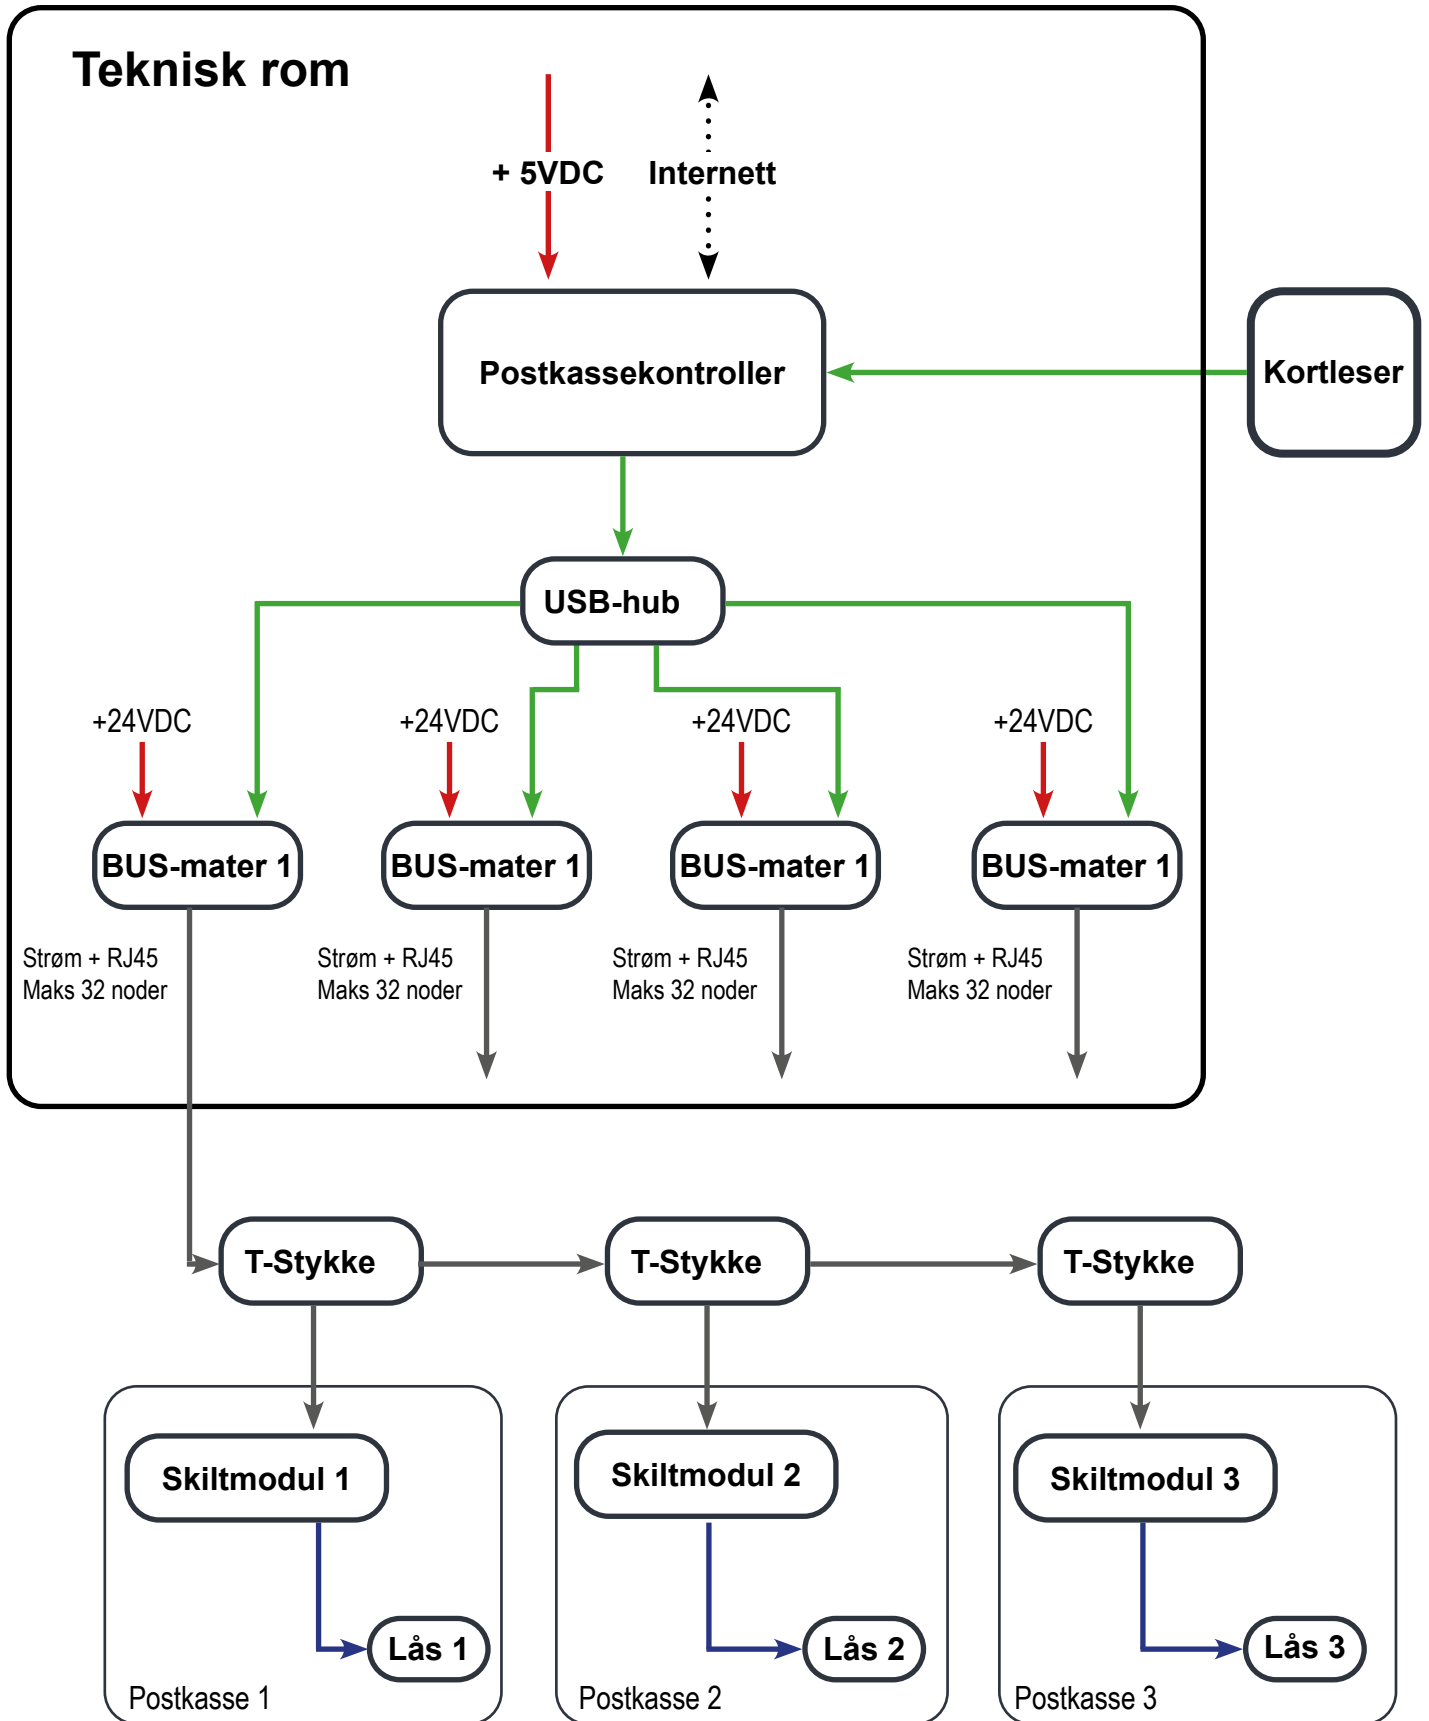 Teknisk rom
+ 5VDC
Internett
Postkassekontroller
Kortleser
USB-hub
+24VDC
+24VDC
+24VDC
+24VDC
BUS-mater 1
BUS-mater 1
BUS-mater 1
BUS-mater 1
Strøm + RJ45
Maks 32 noder
Strøm + RJ45
Maks 32 noder
Strøm + RJ45
Maks 32 noder
Strøm + RJ45
Maks 32 noder
T-Stykke
T-Stykke
T-Stykke
Skiltmodul 1
Skiltmodul 2
Skiltmodul 3
Lås 1
Lås 2
Lås 3
Postkasse 1
Postkasse 2
Postkasse 3